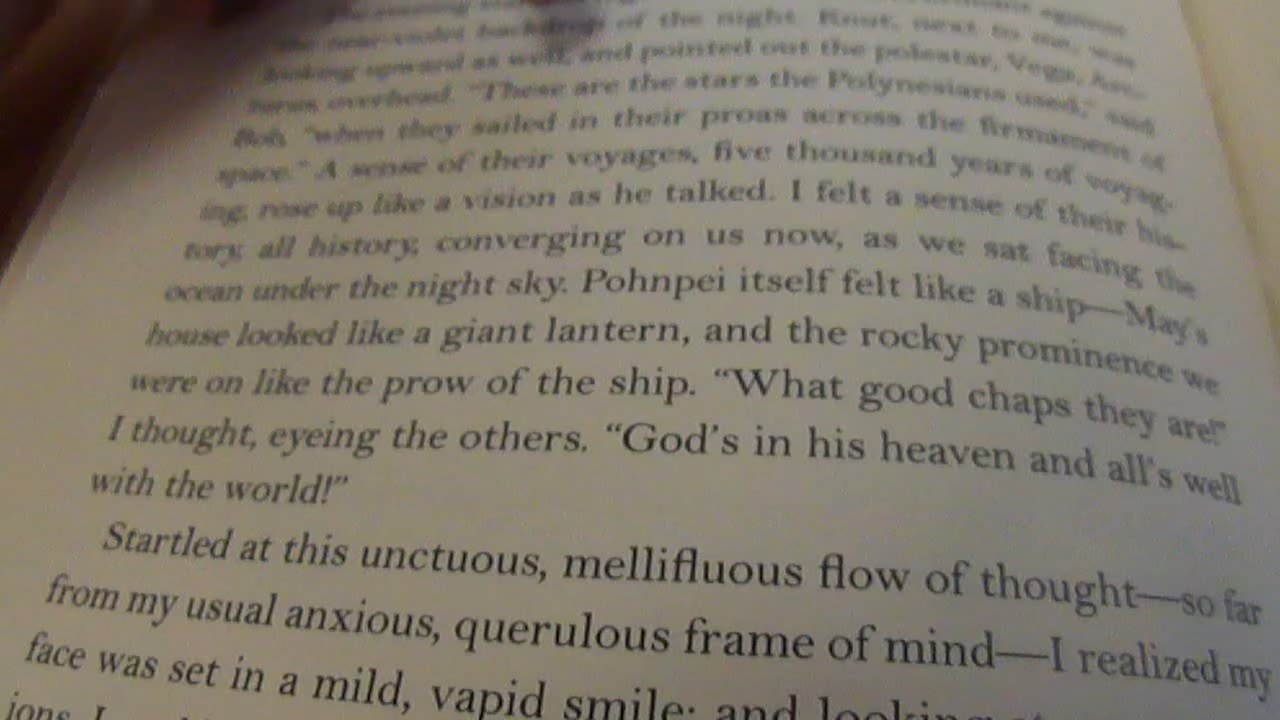 of the night. Knut, next to me, was
looking upward as well, and pointed out the polestar, Vega, Arc-
turus, overhead. "These are the stars the Polynesians used," said
Bob, "when they sailed in their proas across the firmament of
space." A sense of their voyages, five thousand years of voyag-
ing, rose up like a vision as he talked. I felt a sense of their his-
tory, all history, converging on us now, as we sat facing the
ocean under the night sky. Pohnpei itself felt like a ship—May's
house looked like a giant lantern, and the rocky prominence we
were on like the prow of the ship. “What good chaps they are!”
I thought, eyeing the others. “God’s in his heaven and all’s well
with the world!”
Startled at this unctuous, mellifluous flow of thought—so far
from my usual anxious, querulous frame of mind—I realized my
face was set in a mild, vapid smile; and looking
ions, I